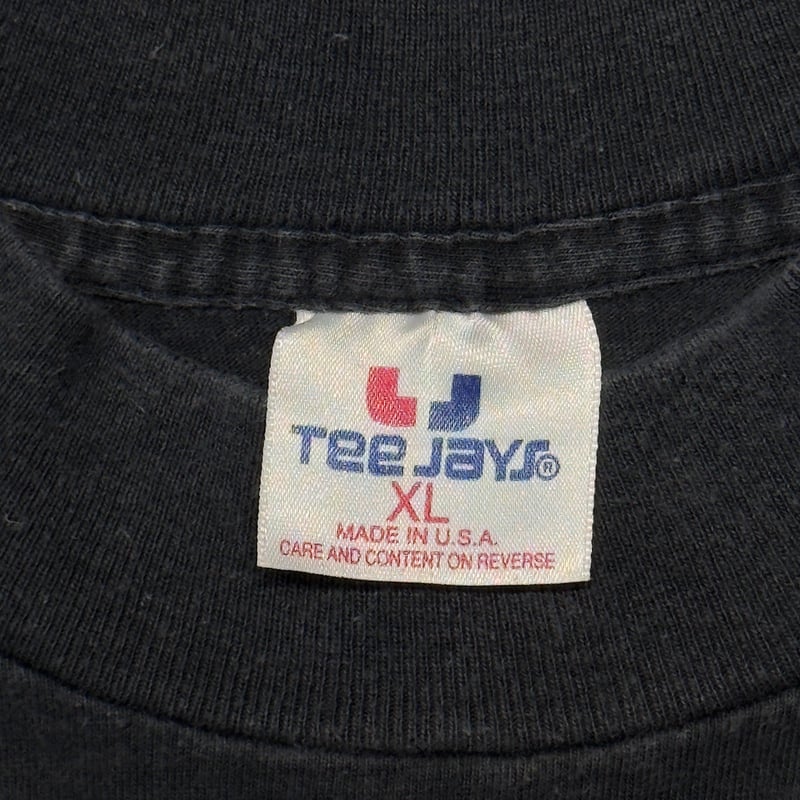 Tee Jays®
XL
MADE IN U.S.A.
CARE AND CONTENT ON REVERSE